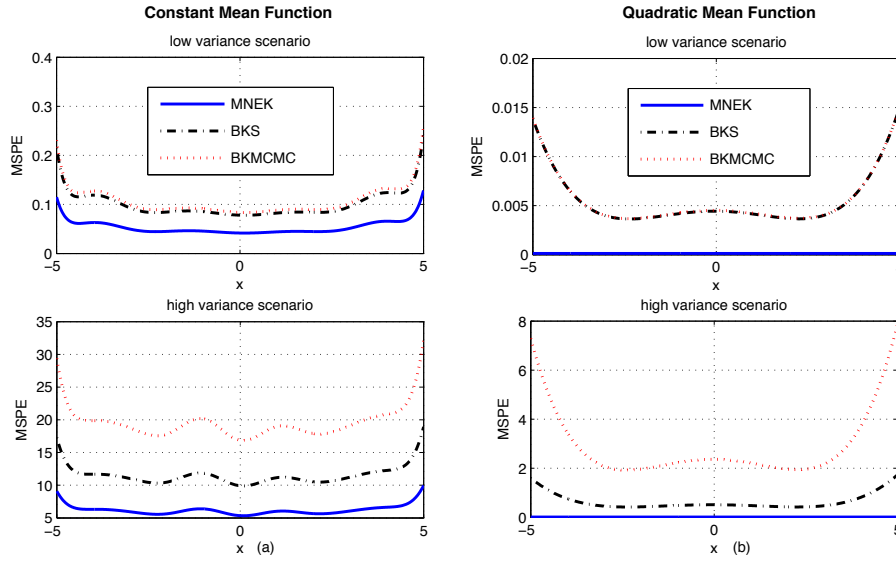 Constant Mean Function
low variance scenario
0.4
0.3
0.2
0.1
0
MSPE
MNEK
BKS
BKMCMC
−5
0
5
x
Quadratic Mean Function
low variance scenario
0.02
0.015
0.01
0.005
0
MSPE
MNEK
BKS
BKMCMC
−5
0
5
x
high variance scenario
35
30
25
20
15
10
5
MSPE
−5
0
5
x (a)
high variance scenario
8
6
4
2
0
MSPE
−5
0
5
x (b)